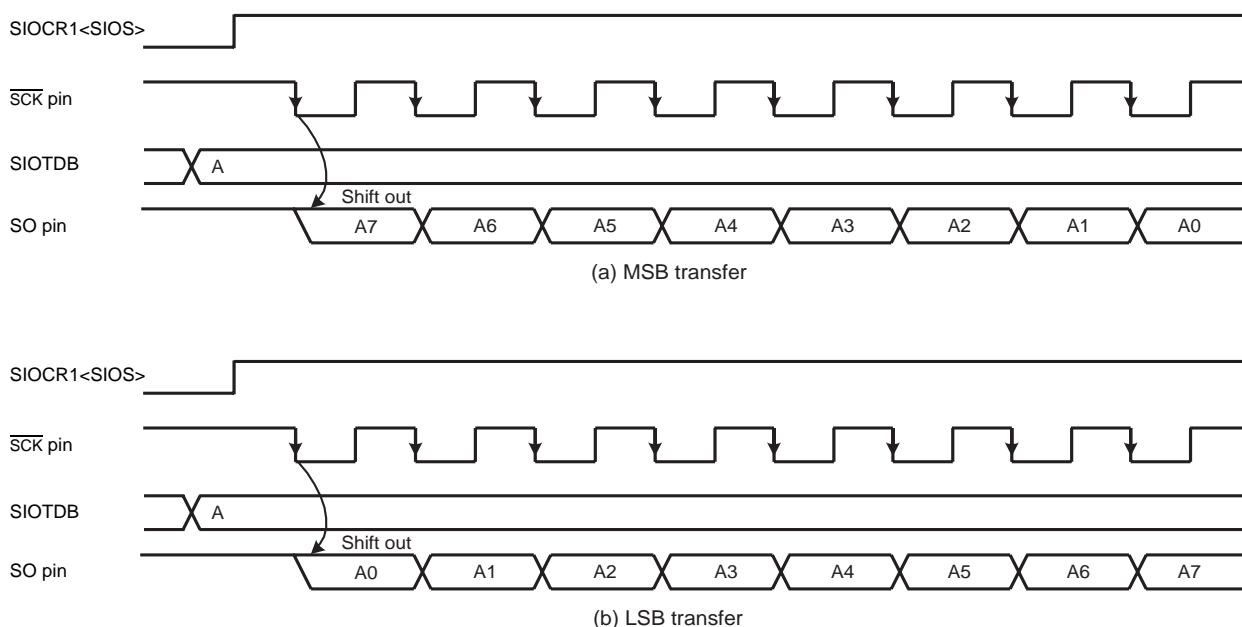 SIOCR1<SIOS>
SCK pin
SIOTDB
A
Shift out
SO pin
A7 A6 A5 A4 A3 A2 A1 A0
(a) MSB transfer
SIOCR1<SIOS>
SCK pin
SIOTDB
A
Shift out
SO pin
A0 A1 A2 A3 A4 A5 A6 A7
(b) LSB transfer